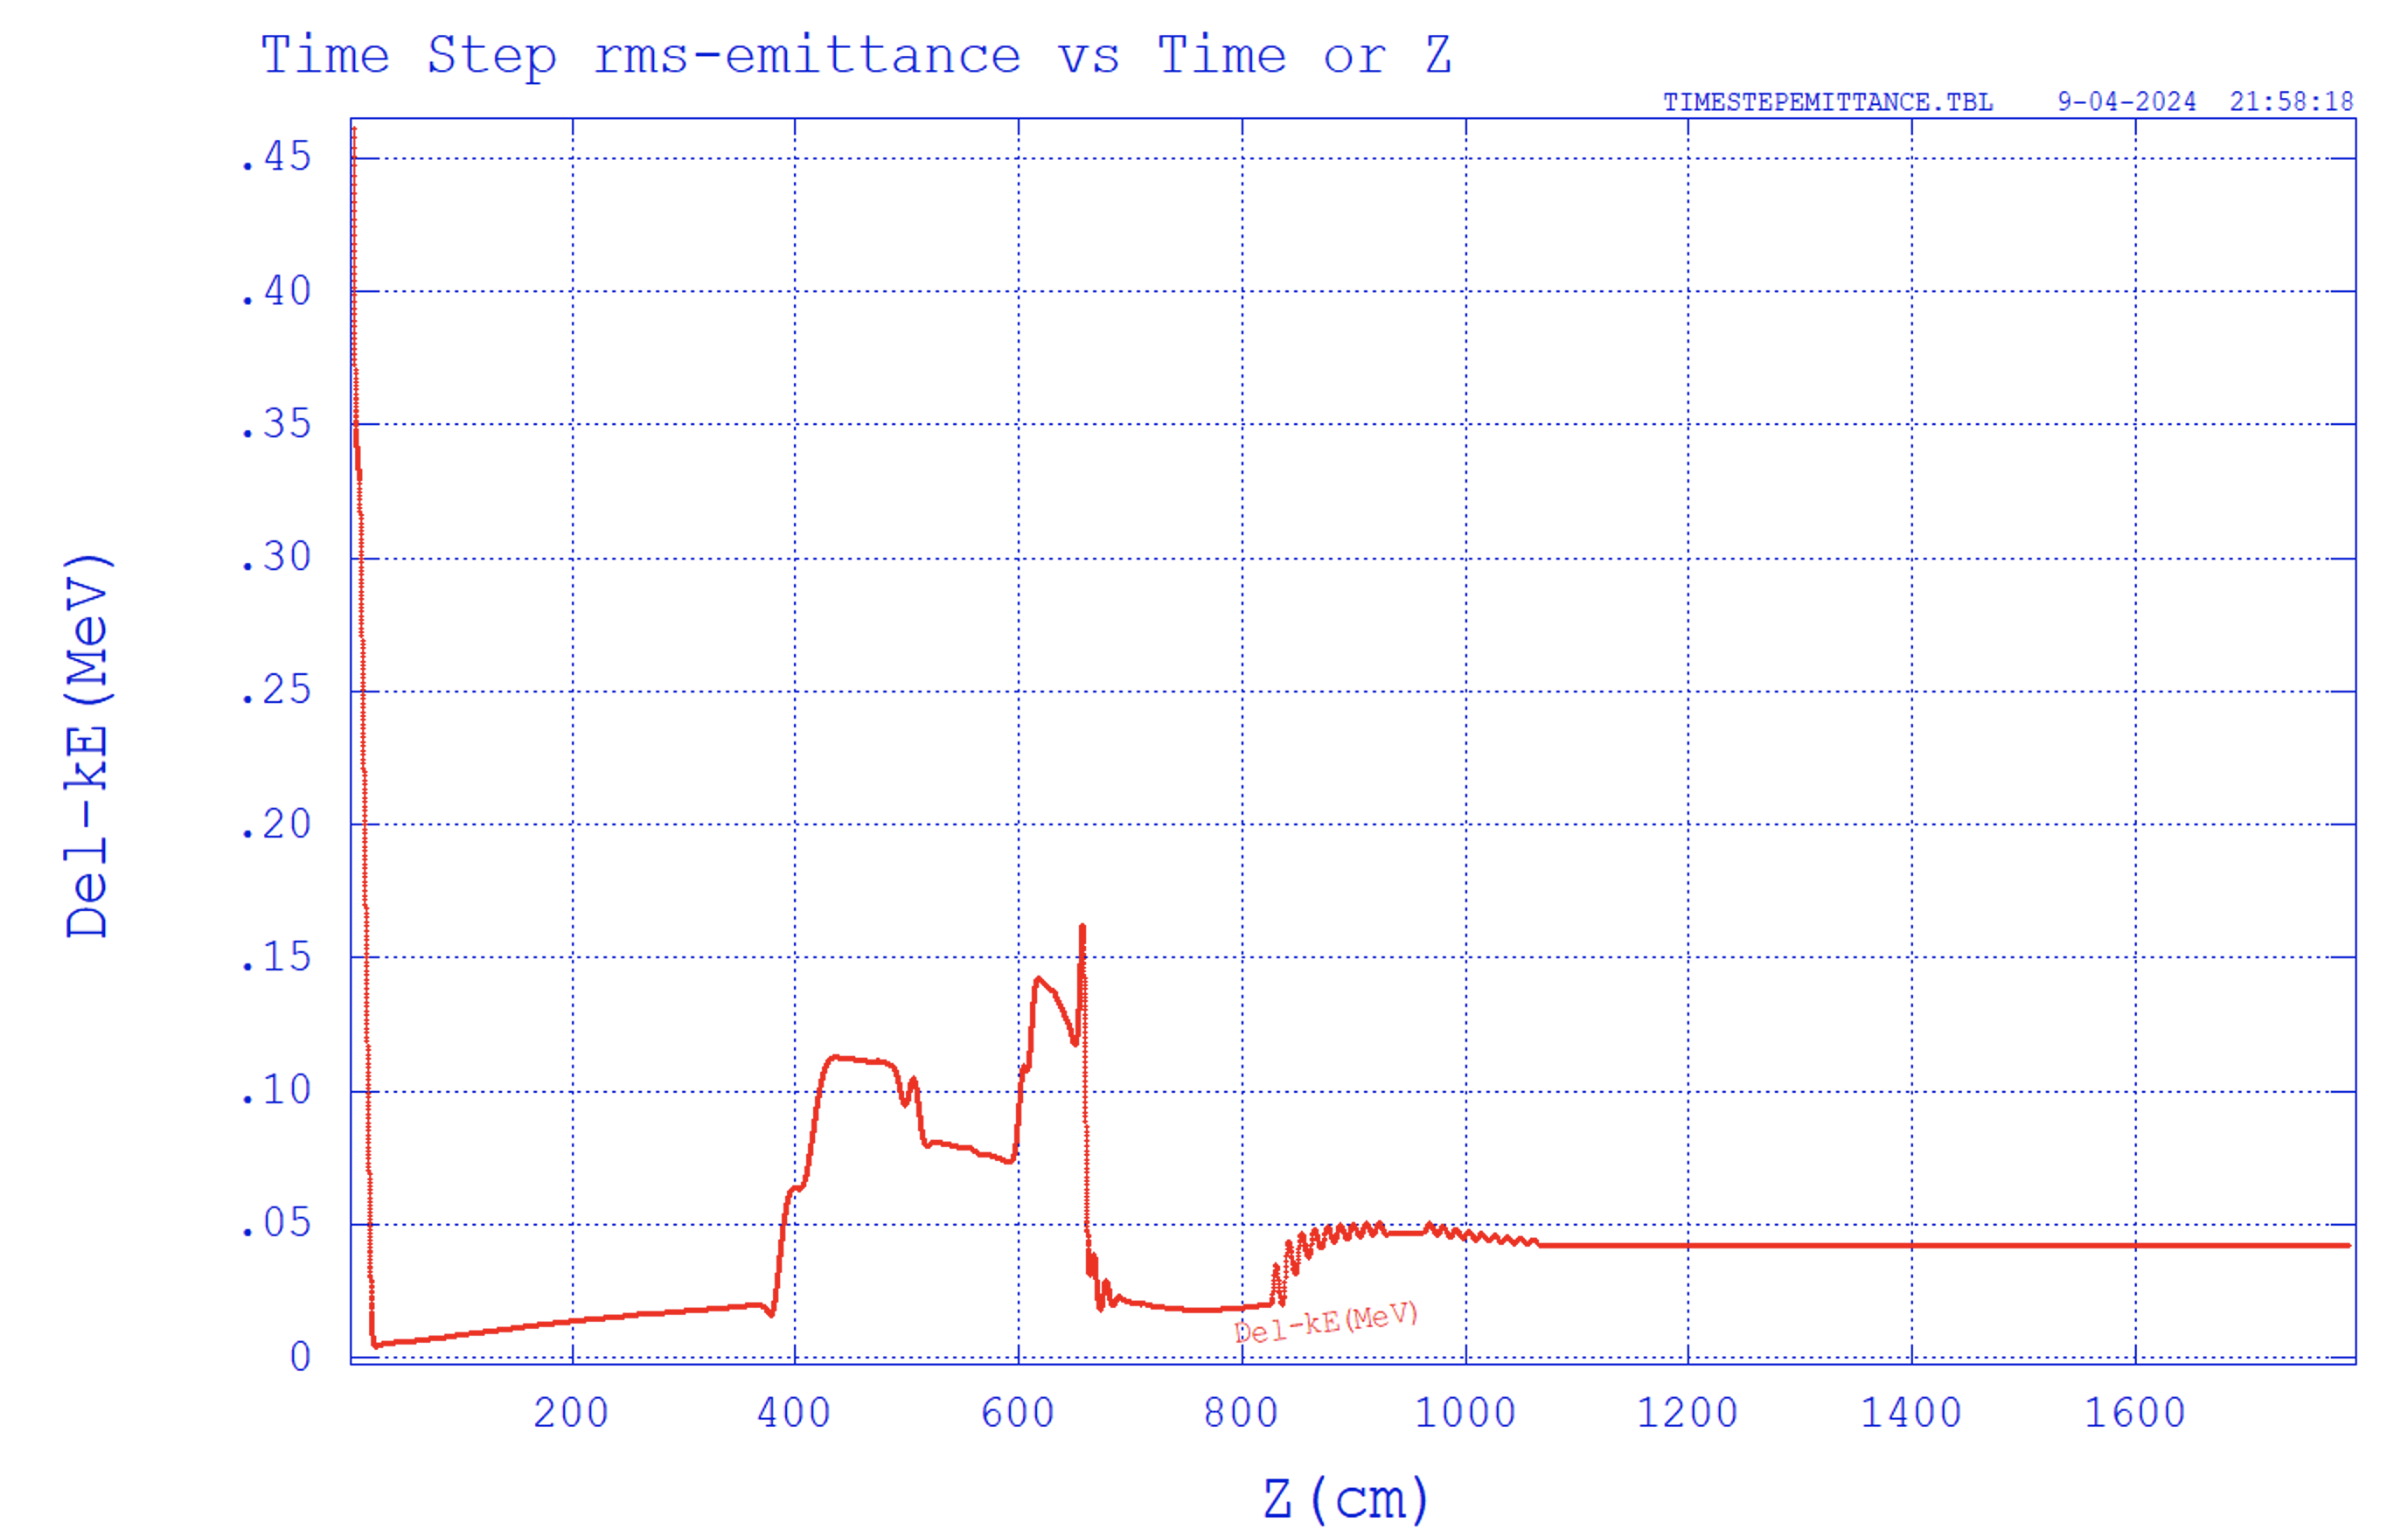 Time Step rms-emittance vs Time or Z
TIMESTEPEMITTANCE.TBL 9-04-2024 21:58:18
.45
.40
.35
.30
.25
.20
.15
.10
.05
0
Del-kE(MeV)
Del-kE(MeV)
200 400 600 800 1000 1200 1400 1600
Z(cm)